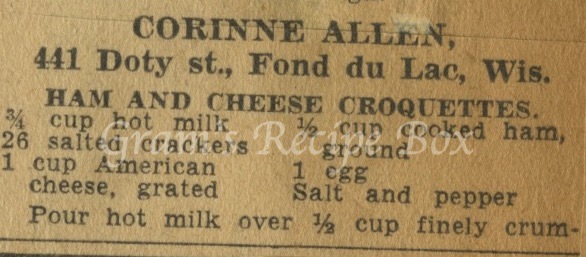 CORINNE ALLEN,
441 Doty st., Fond du Lac, Wis.
HAM AND CHEESE CROQUETTES.
¾ cup hot milk
26 salted crackers
1 cup American
cheese, grated
½ cup cooked ham,
ground
1 egg
Salt and pepper
Pour hot milk over ½ cup finely crum-
Gram's Recipe Box